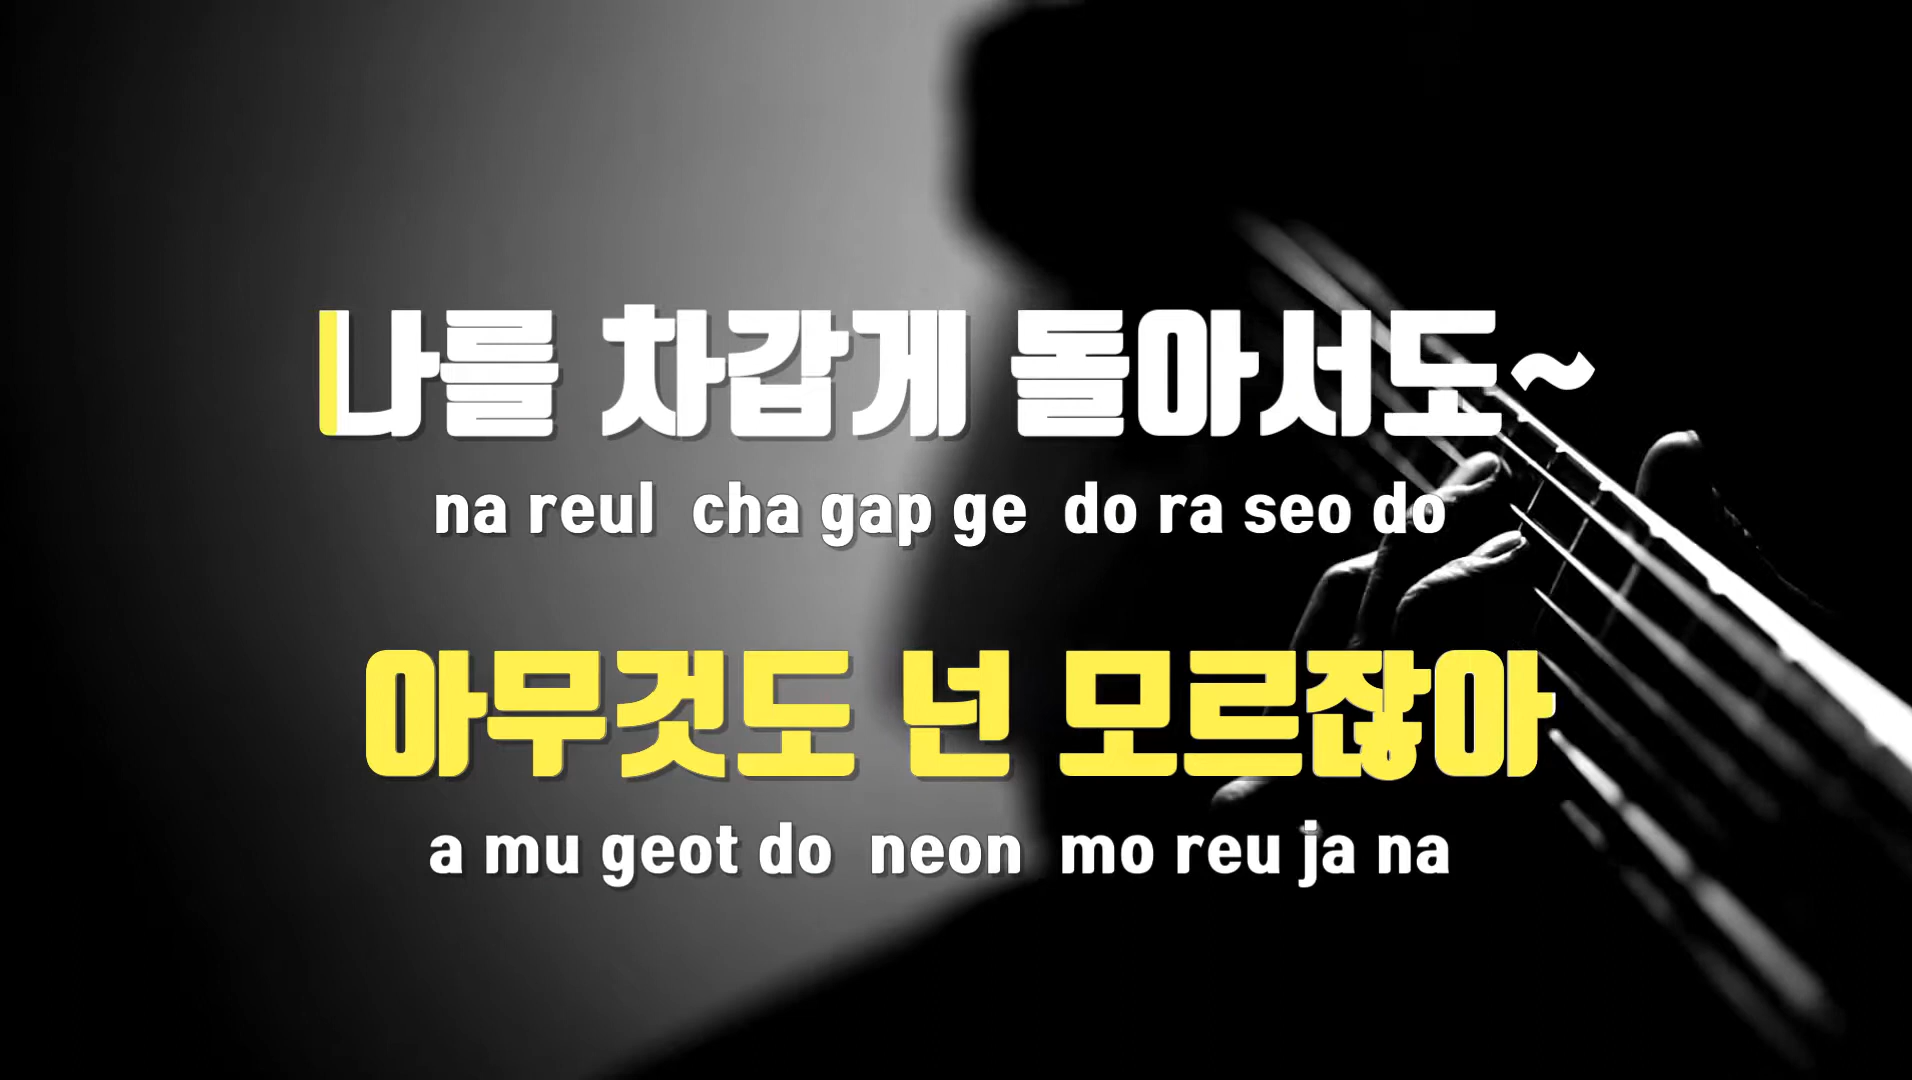 나를 차갑게 돌아서도~
na reul cha gap ge do ra seo do
아무것도 넌 모르잖아
a mu geot do neon mo reu ja na